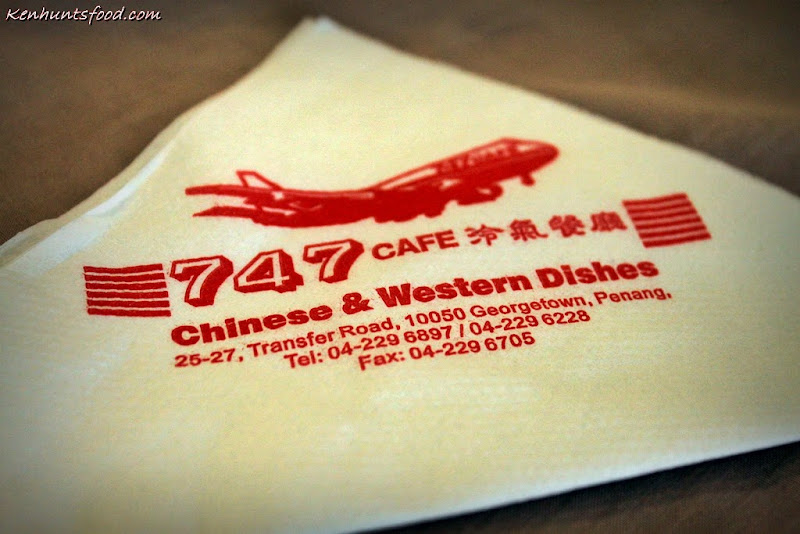 Kenhuntsfood.com
747 CAFE 冷氣餐廳
Chinese & Western Dishes
25-27, Transfer Road, 10050 Georgetown, Penang,
Tel: 04-229 6897 / 04-229 6228
Fax: 04-229 6705